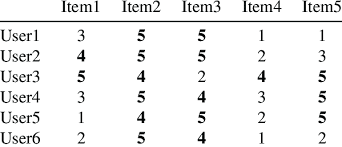 Item1 Item2 Item3 Item4 Item5
User1 3 5 5 1 1
User2 4 5 5 2 3
User3 5 4 2 4 5
User4 3 5 4 3 5
User5 1 4 5 2 5
User6 2 5 4 1 2